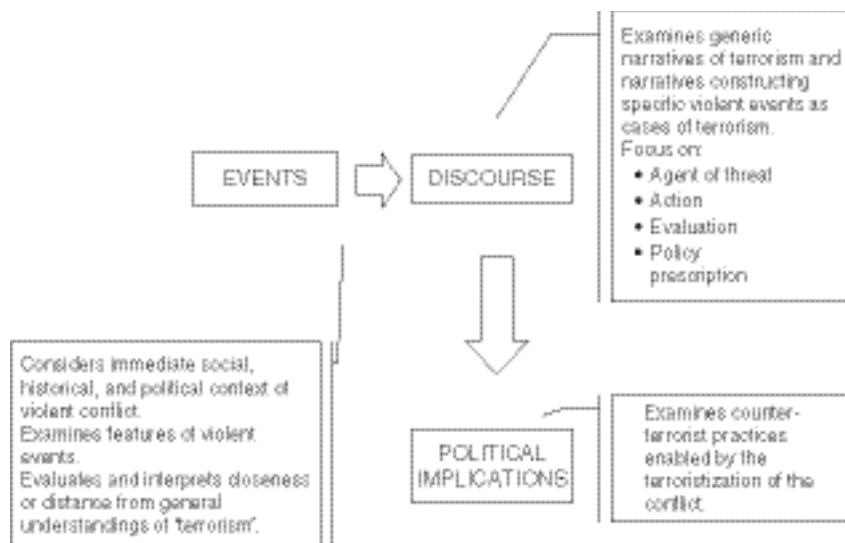 Examines generic
narratives of terrorism and
narratives constructing
specific violent events as
cases of terrorism.
Focus on:
• Agent of threat
• Action
• Evaluation
• Policy
prescription
EVENTS
DISCOURSE
Considers immediate social,
historical, and political context of
violent conflict.
Examines features of violent
events.
Evaluates and interprets closeness
or distance from general
understandings of 'terrorism'.
POLITICAL
IMPLICATIONS
Examines counter-
terrorist practices
enabled by the
terroristization of the
conflict.